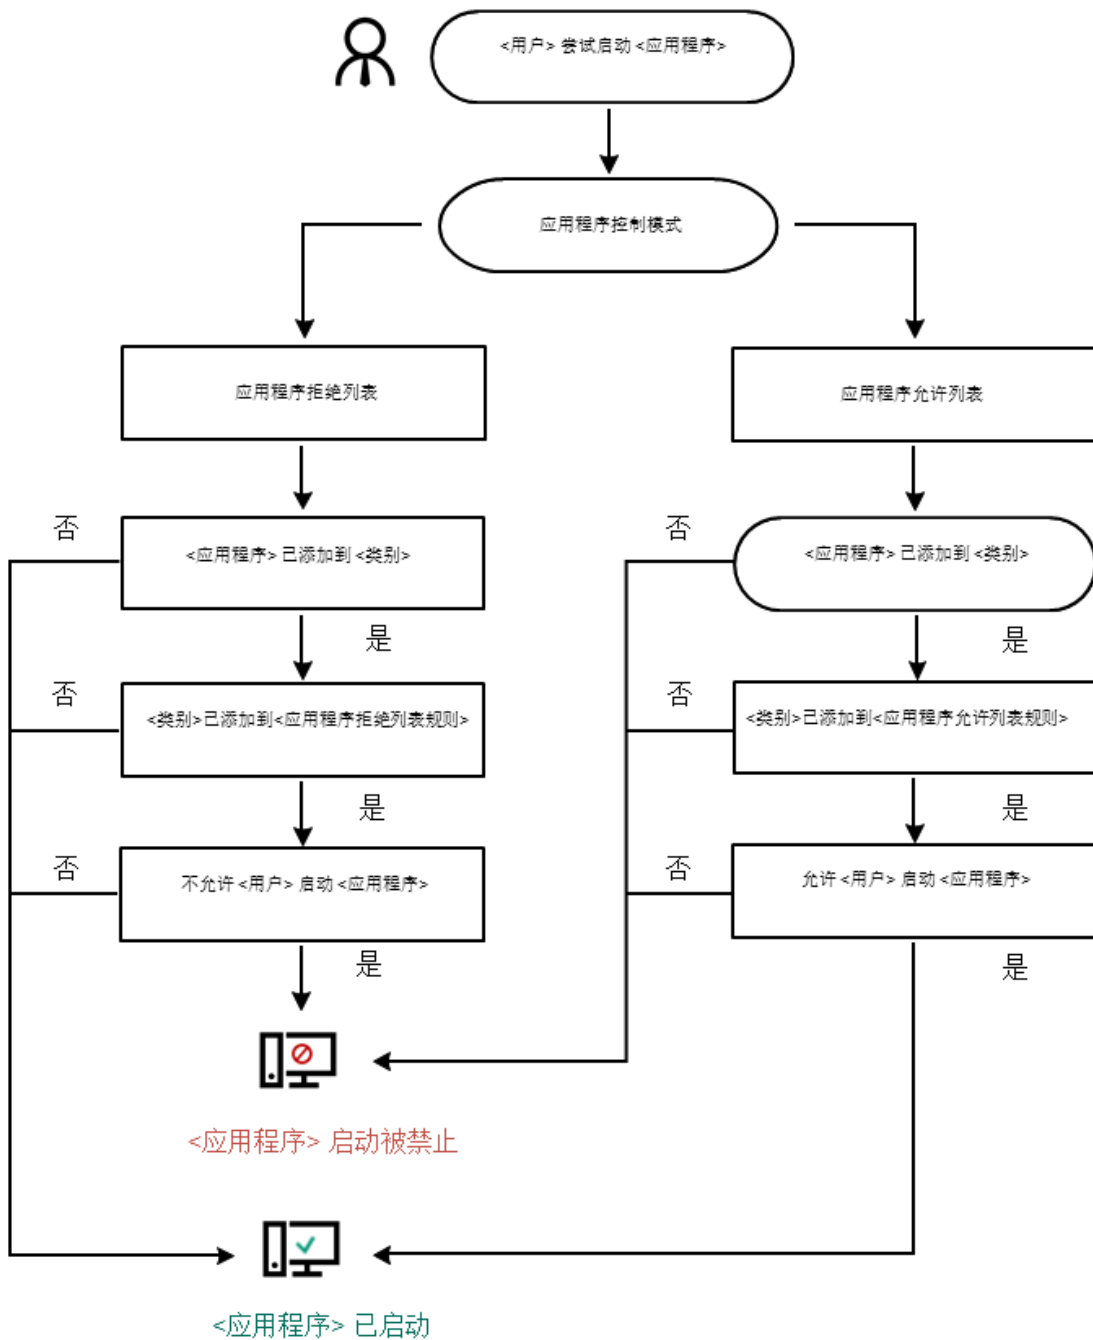 <用户> 尝试启动 <应用程序>
应用程序控制模式
应用程序拒绝列表
应用程序允许列表
否
<应用程序> 已添加到 <类别>
否
<应用程序> 已添加到 <类别>
是
是
否
<类别>已添加到<应用程序拒绝列表规则>
否
<类别>已添加到<应用程序允许列表规则>
是
是
否
不允许 <用户> 启动 <应用程序>
否
允许 <用户> 启动 <应用程序>
是
是
<应用程序> 启动被禁止
<应用程序> 已启动